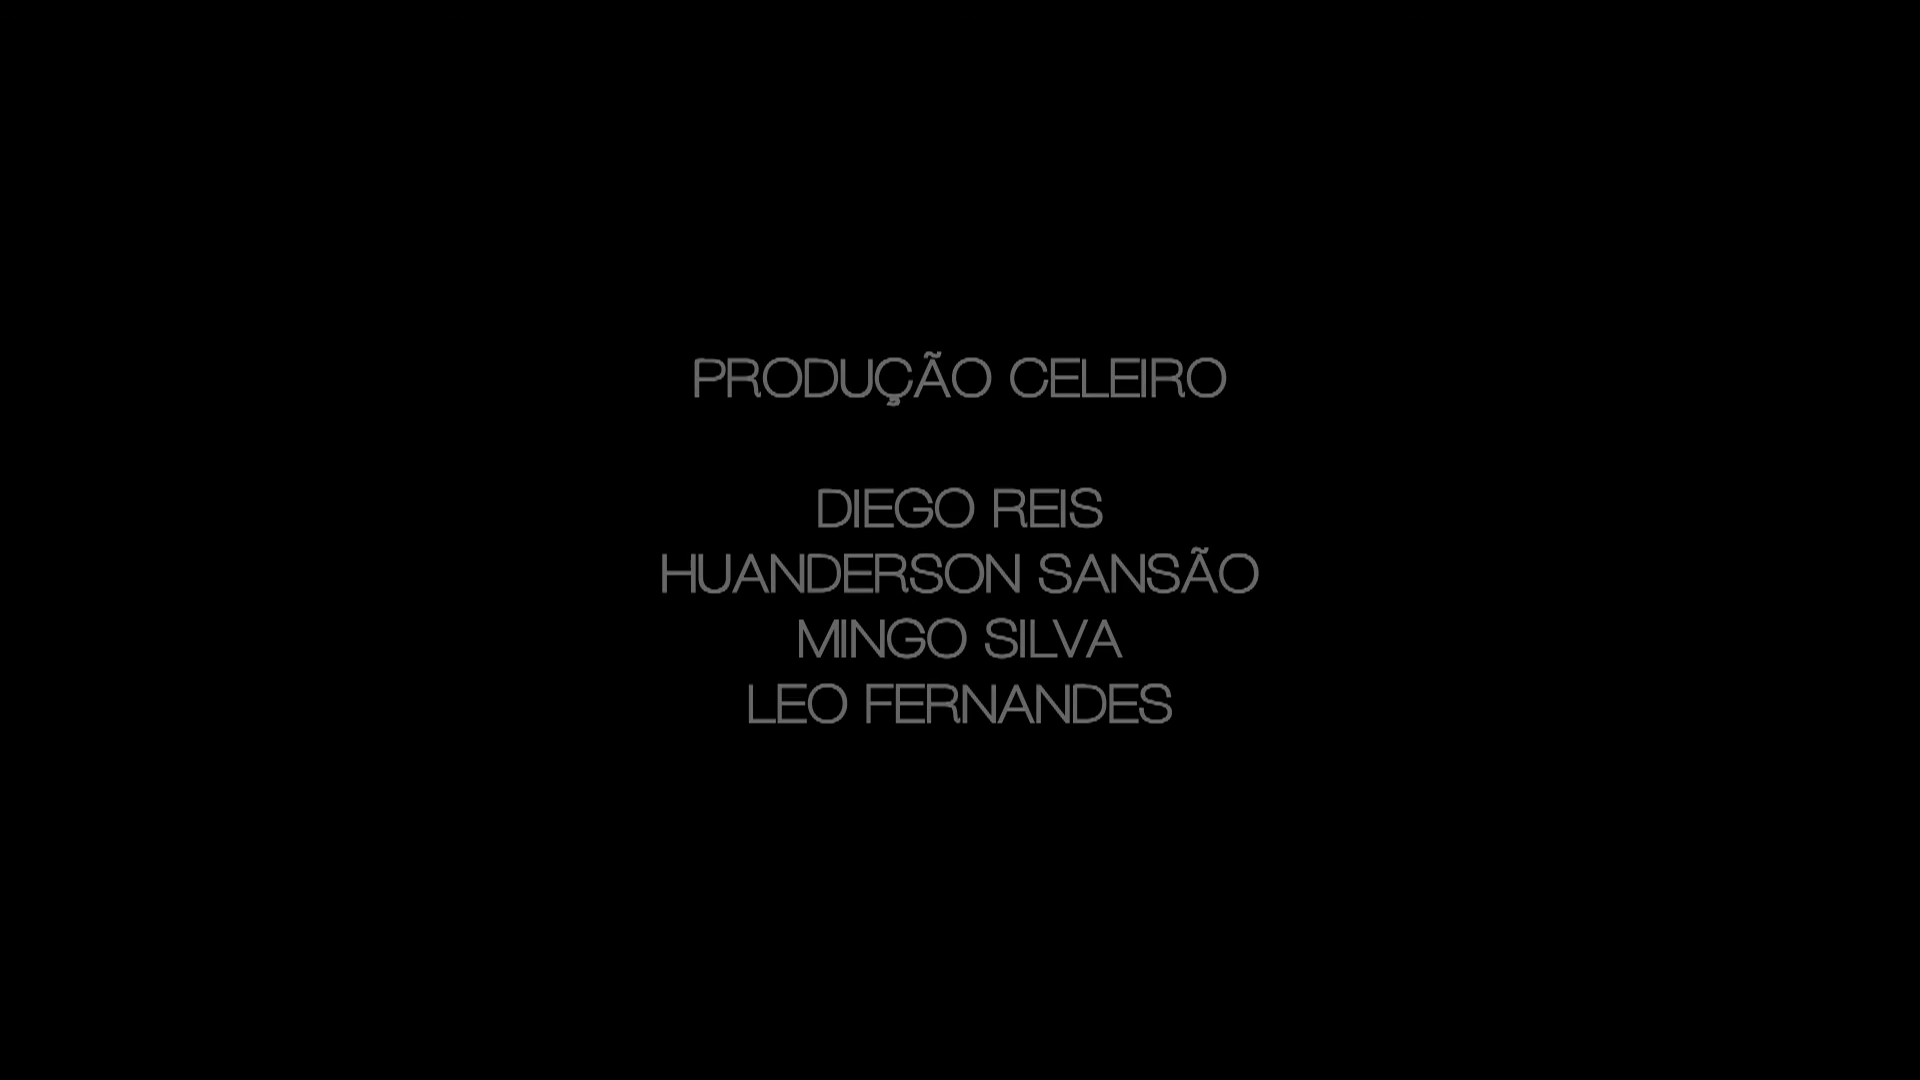 PRODUÇÃO CELEIRO
DIEGO REIS
HUANDERSON SANSÃO
MINGO SILVA
LEO FERNANDES